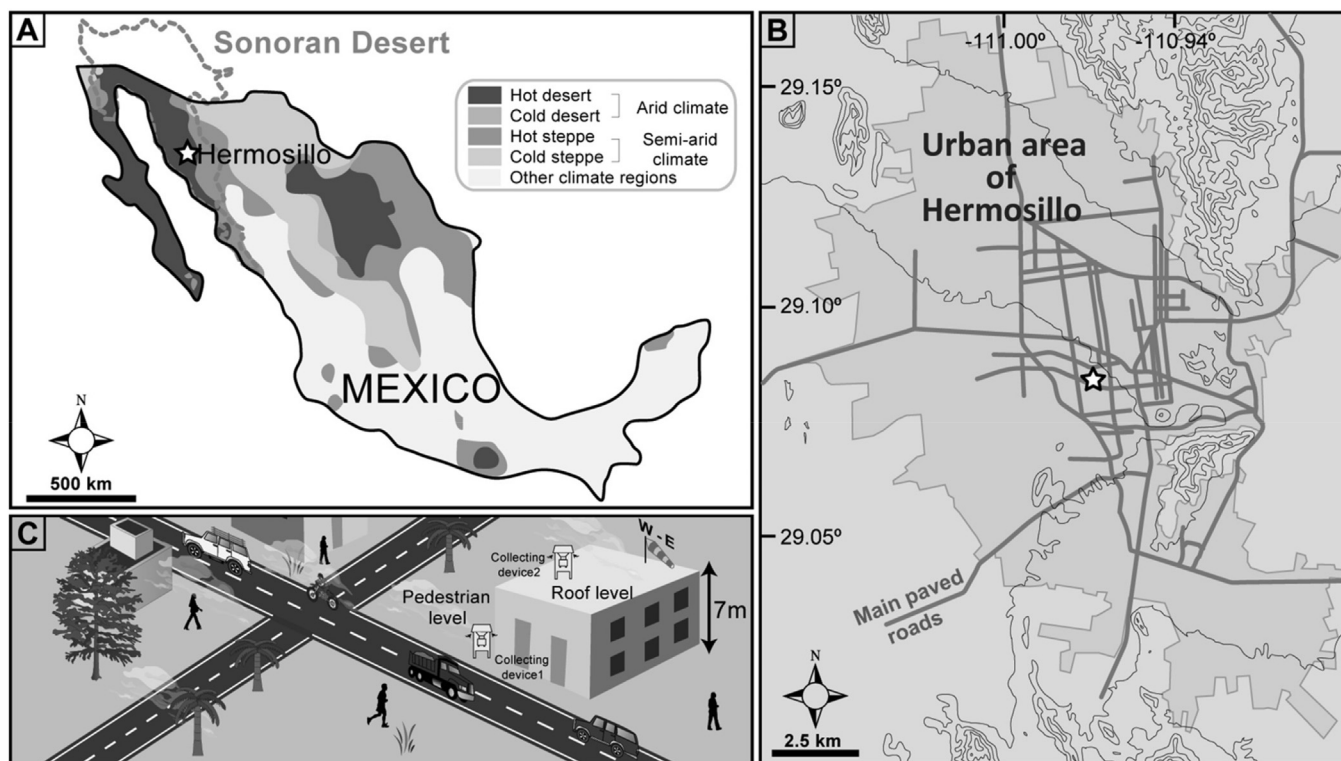 A
Sonoran Desert
Hot desert
Cold desert
Arid climate
Hot steppe
Cold steppe
Semi-arid
climate
Other climate regions
Hermosillo
MEXICO
N
500 km
B
-111.00
-110.94º
29.15º
29.10º
29.05º
Urban area
of
Hermosillo
Main paved
roads
N
2.5 km
C
W - E
Collecting
device2
Roof level
Pedestrian
level
Collecting
device1
7m